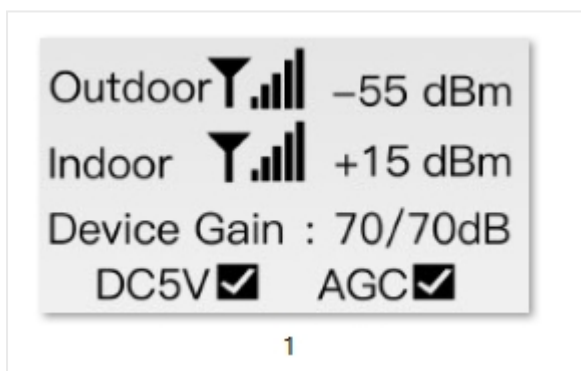 Outdoor –55 dBm
Indoor +15 dBm
Device Gain : 70/70dB
DC5V☑ AGC☑
1